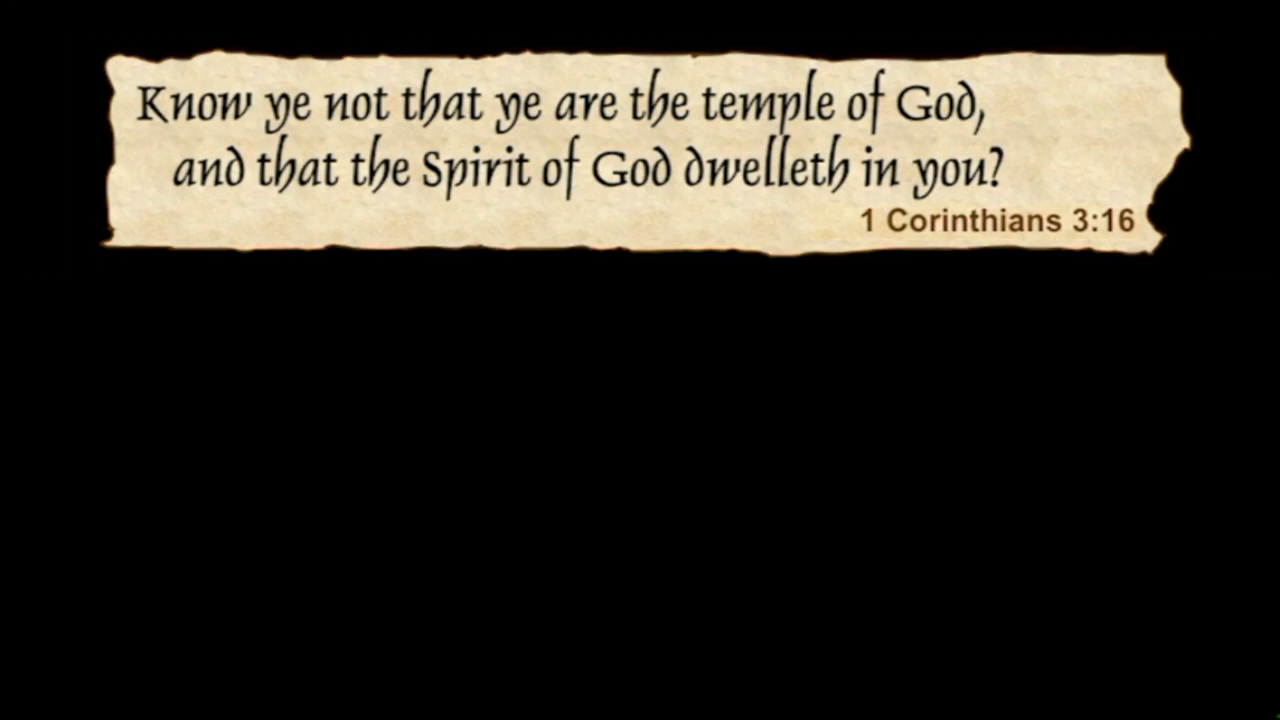 Know ye not that ye are the temple of God,
and that the Spirit of God dwelleth in you?
1 Corinthians 3:16